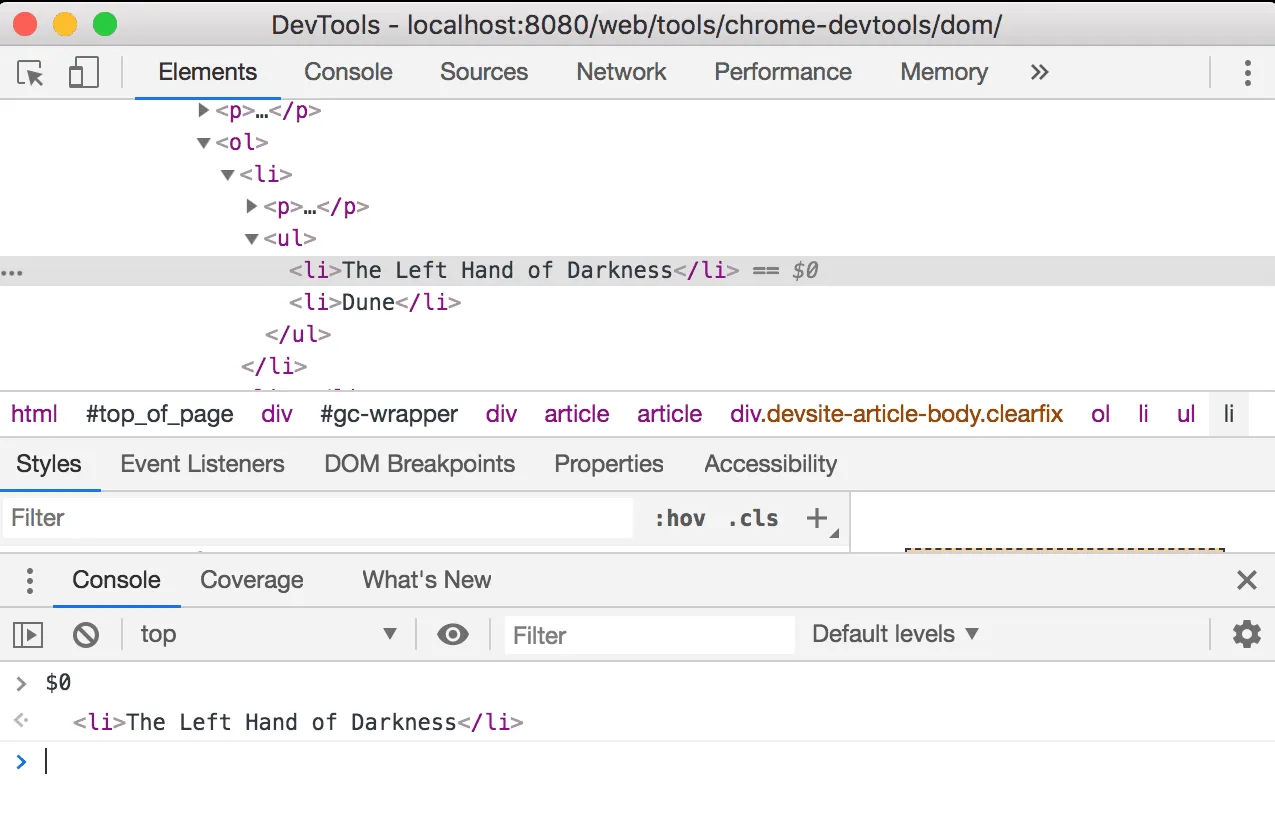 DevTools - localhost:8080/web/tools/chrome-devtools/dom/
Elements Console Sources Network Performance Memory »
<p>…</p>
<ol>
<li>
<p>…</p>
<ul>
<li>The Left Hand of Darkness</li> == $0
<li>Dune</li>
</ul>
</li>
html #top_of_page div #gc-wrapper div article article div.devsite-article-body.clearfix ol li ul li
Styles Event Listeners DOM Breakpoints Properties Accessibility
Filter :hov .cls +
Console Coverage What's New
top Filter Default levels
> $0
<li>The Left Hand of Darkness</li>
>